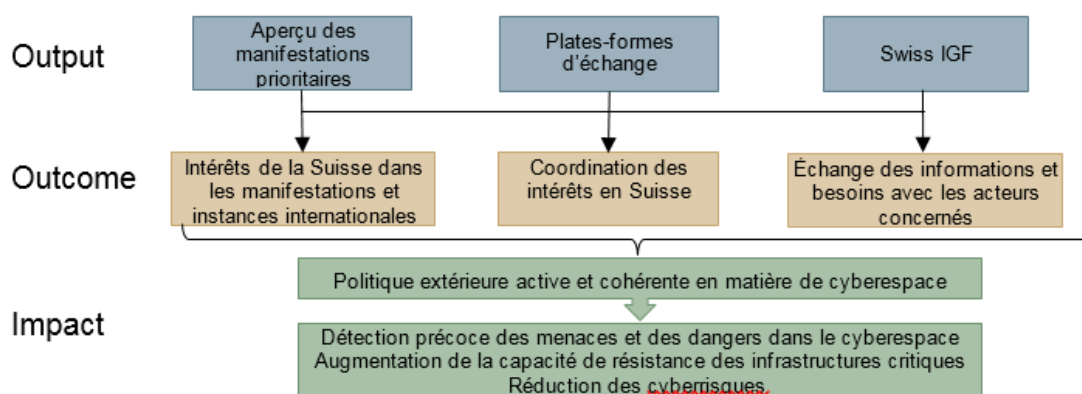 Output
Aperçu des
manifestations
prioritaires
Plates-formes
d'échange
Swiss IGF
Outcome
Intérêts de la Suisse dans
les manifestations et
instances internationales
Coordination des
intérêts en Suisse
Échange des informations et
besoins avec les acteurs
concernés
Impact
Politique extérieure active et cohérente en matière de cyberespace
Détection précoce des menaces et des dangers dans le cyberespace
Augmentation de la capacité de résistance des infrastructures critiques
Réduction des cyberrisques